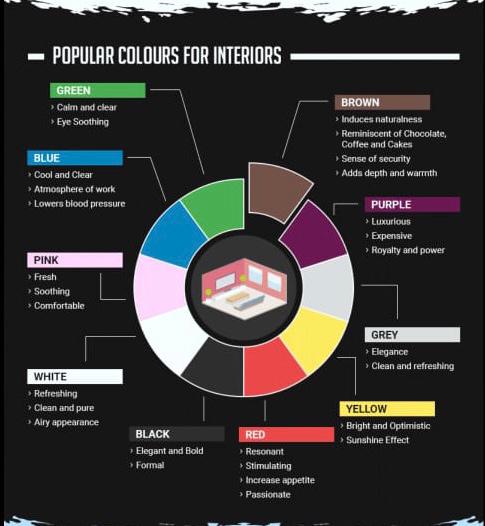 POPULAR COLOURS FOR INTERIORS
GREEN
› Calm and clear
› Eye Soothing
BROWN
› Induces naturalness
› Reminiscent of Chocolate,
Coffee and Cakes
› Sense of security
› Adds depth and warmth
BLUE
› Cool and Clear
› Atmosphere of work
› Lowers blood pressure
PURPLE
› Luxurious
› Expensive
› Royalty and power
PINK
› Fresh
› Soothing
› Comfortable
GREY
› Elegance
› Clean and refreshing
WHITE
› Refreshing
› Clean and pure
› Airy appearance
YELLOW
› Bright and Optimistic
› Sunshine Effect
BLACK
› Elegant and Bold
› Formal
RED
› Resonant
› Stimulating
› Increase appetite
› Passionate